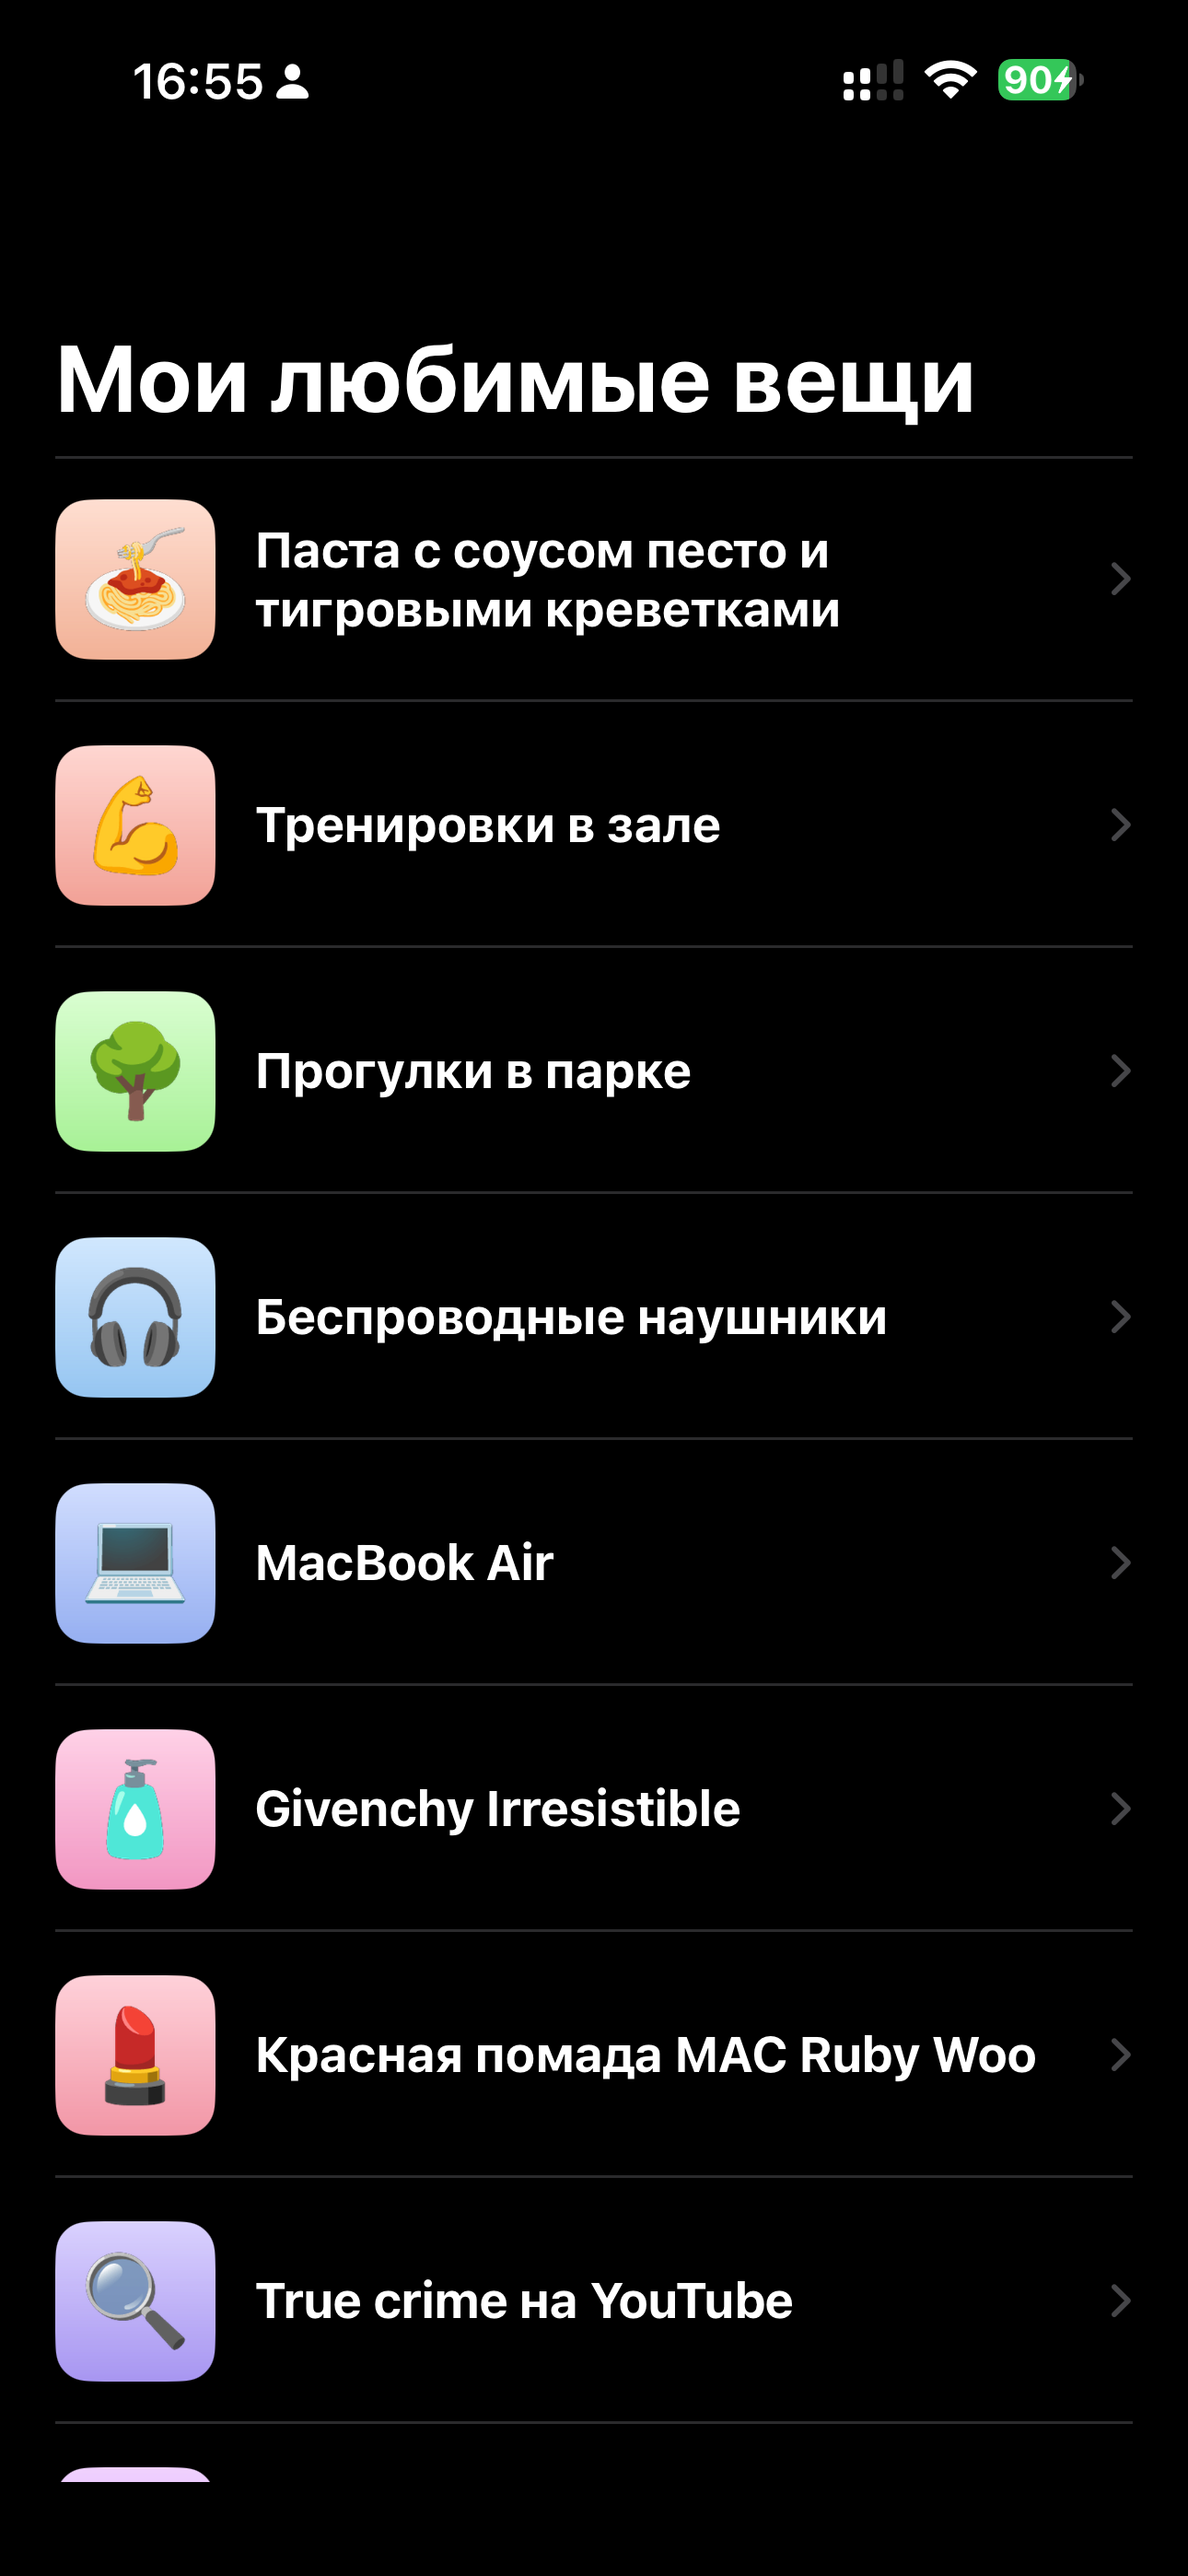 16:55
90
Мои любимые вещи
Паста с соусом песто и
тигровыми креветками
Тренировки в зале
Прогулки в парке
Беспроводные наушники
MacBook Air
Givenchy Irresistible
Красная помада MAC Ruby Woo
True crime на YouTube